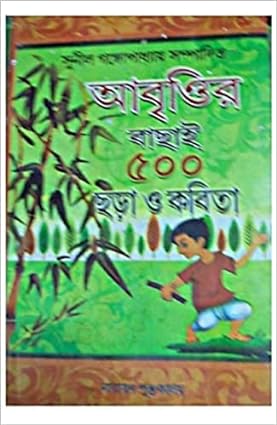 সুনীল গঙ্গোপাধ্যায় সম্পাদিত
আবৃত্তির
বাছাই
৫০০
ছড়া ও কবিতা